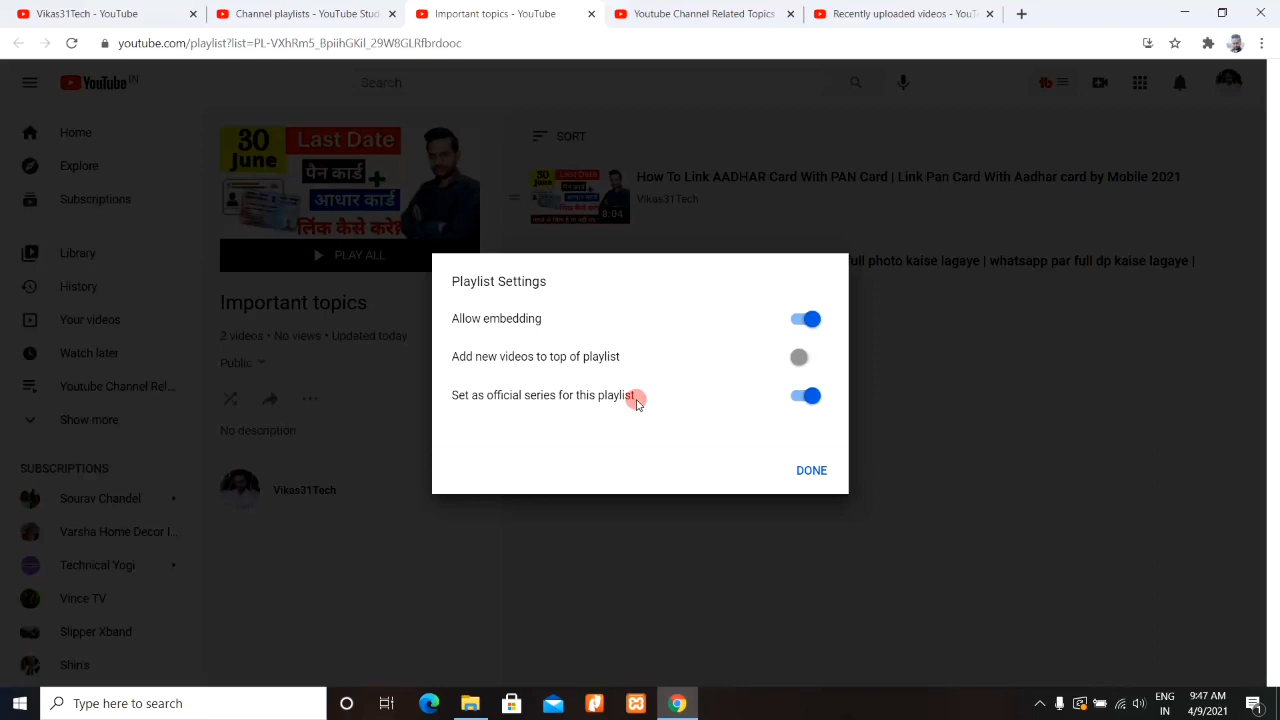 Vikas31Tech
Channel playlists - YouTube Stud
Important topics - YouTube
Youtube Channel Related Topics
Recently uploaded videos - YouT
youtube.com/playlist?list=PL-VXhRm5_BpiihGKil_29W8GLRfbrdooc
YouTube IN
Search
Home
Explore
Subscriptions
Library
History
Your videos
Watch later
Youtube Channel Rel...
Show more
SUBSCRIPTIONS
Sourav Chandel
Varsha Home Decor I...
Technical Yogi
Vince TV
Slipper Xband
Shin's
30 June
Last Date
पैन कार्ड +
आधार कार्ड
लिंक कैसे करे
PLAY ALL
Important topics
2 videos • No views • Updated today
Public
No description
Vikas31Tech
SORT
How To Link AADHAR Card With PAN Card | Link Pan Card With Aadhar card by Mobile 2021
Vikas31Tech
8:04
full photo kaise lagaye | whatsapp par full dp kaise lagaye |
Playlist Settings
Allow embedding
Add new videos to top of playlist
Set as official series for this playlist
DONE
Type here to search
ENG
IN
9:47 AM
4/9/2021